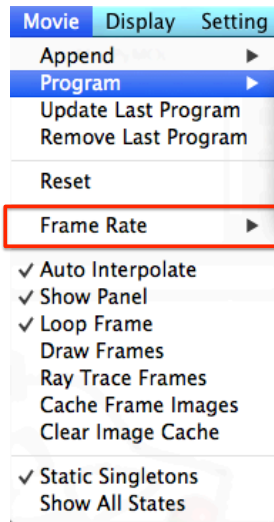 Movie Display Setting
Append
Program
Update Last Program
Remove Last Program
Reset
Frame Rate
✓ Auto Interpolate
✓ Show Panel
✓ Loop Frame
Draw Frames
Ray Trace Frames
Cache Frame Images
Clear Image Cache
✓ Static Singletons
Show All States